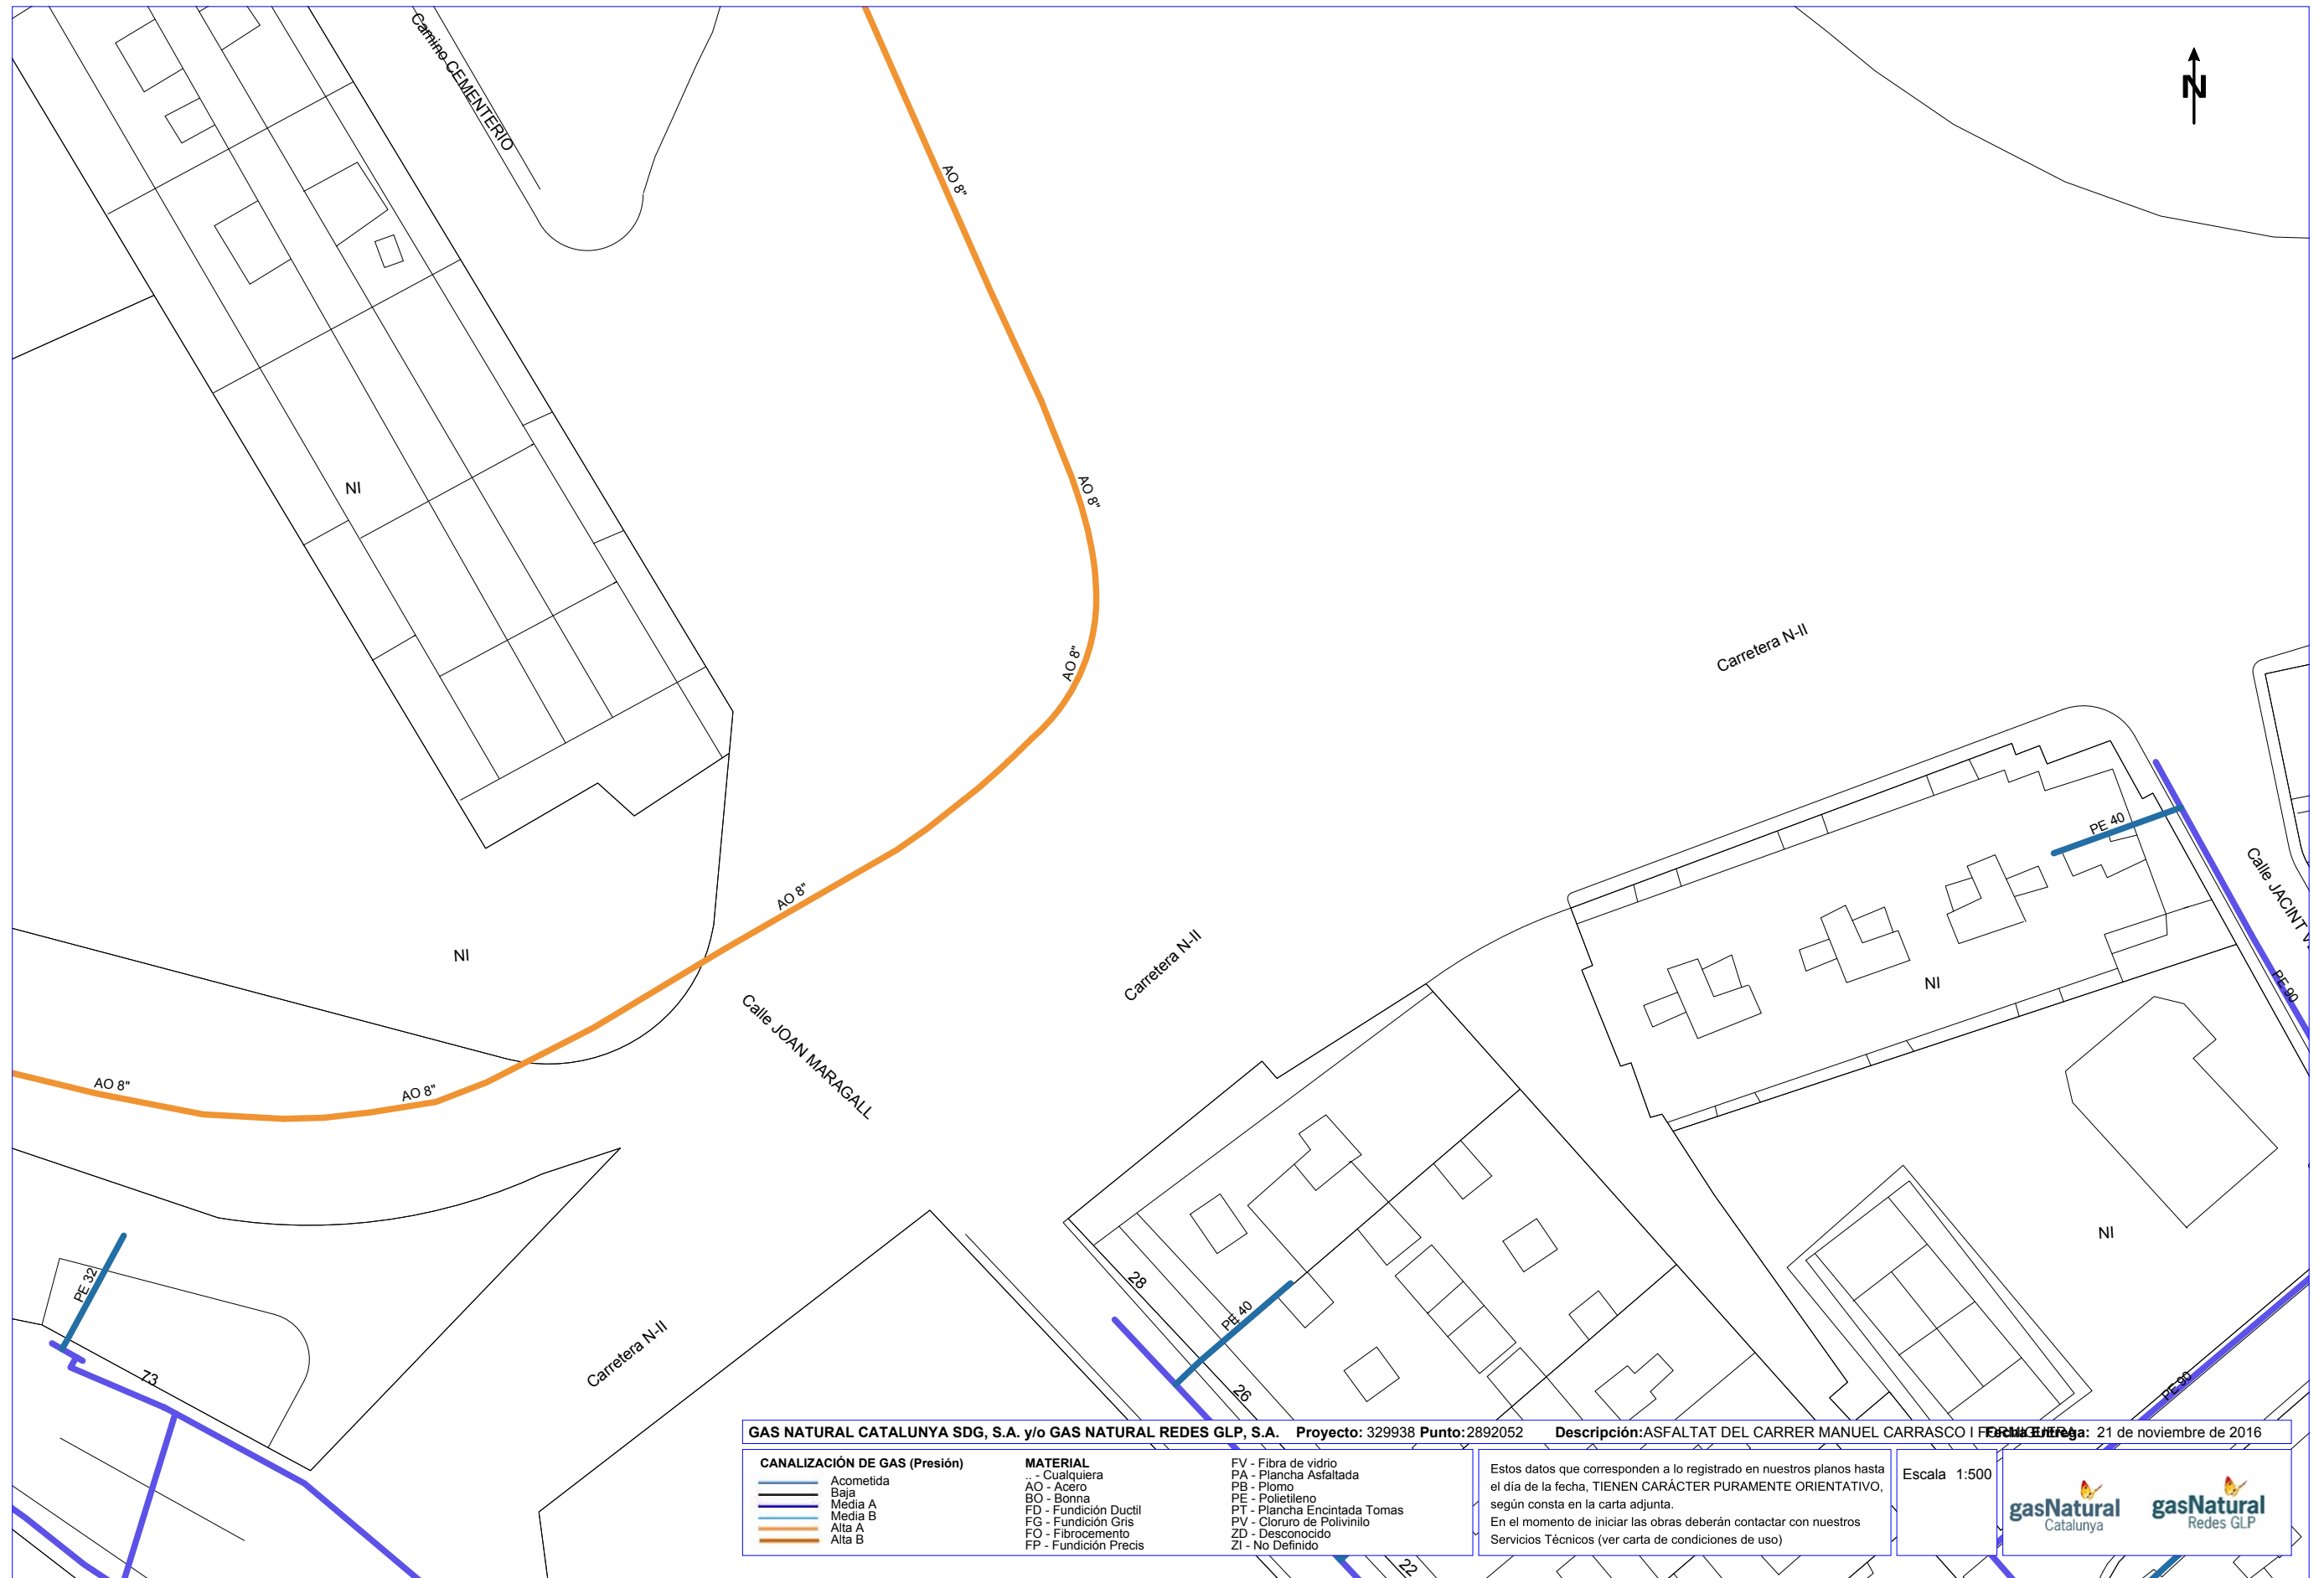 Camino CEMENTERIO
N
AO 8"
NI
AO 8"
Carretera N-II
AO 8"
PE 40
Calle JACINT
AO 8"
NI
Carretera N-II
NI
PE 90
Calle JOAN MARAGALL
AO 8"
AO 8"
NI
PE 32
28
PE 40
Carretera N-II
73
26
PE 90
GAS NATURAL CATALUNYA SDG, S.A. y/o GAS NATURAL REDES GLP, S.A. Proyecto: 329938 Punto:2892052 Descripción:ASFALTAT DEL CARRER MANUEL CARRASCO I FORMIGUERA Fecha Entrega: 21 de noviembre de 2016
CANALIZACIÓN DE GAS (Presión)
Acometida
Baja
Media A
Media B
Alta A
Alta B
MATERIAL
.. - Cualquiera
AO - Acero
BO - Bonna
FD - Fundición Ductil
FG - Fundición Gris
FO - Fibrocemento
FP - Fundición Precis
FV - Fibra de vidrio
PA - Plancha Asfaltada
PB - Plomo
PE - Polietileno
PT - Plancha Encintada Tomas
PV - Cloruro de Polivinilo
ZD - Desconocido
ZI - No Definido
Estos datos que corresponden a lo registrado en nuestros planos hasta
el día de la fecha, TIENEN CARÁCTER PURAMENTE ORIENTATIVO,
según consta en la carta adjunta.
En el momento de iniciar las obras deberán contactar con nuestros
Servicios Técnicos (ver carta de condiciones de uso)
Escala 1:500
gasNatural
Catalunya
gasNatural
Redes GLP
22